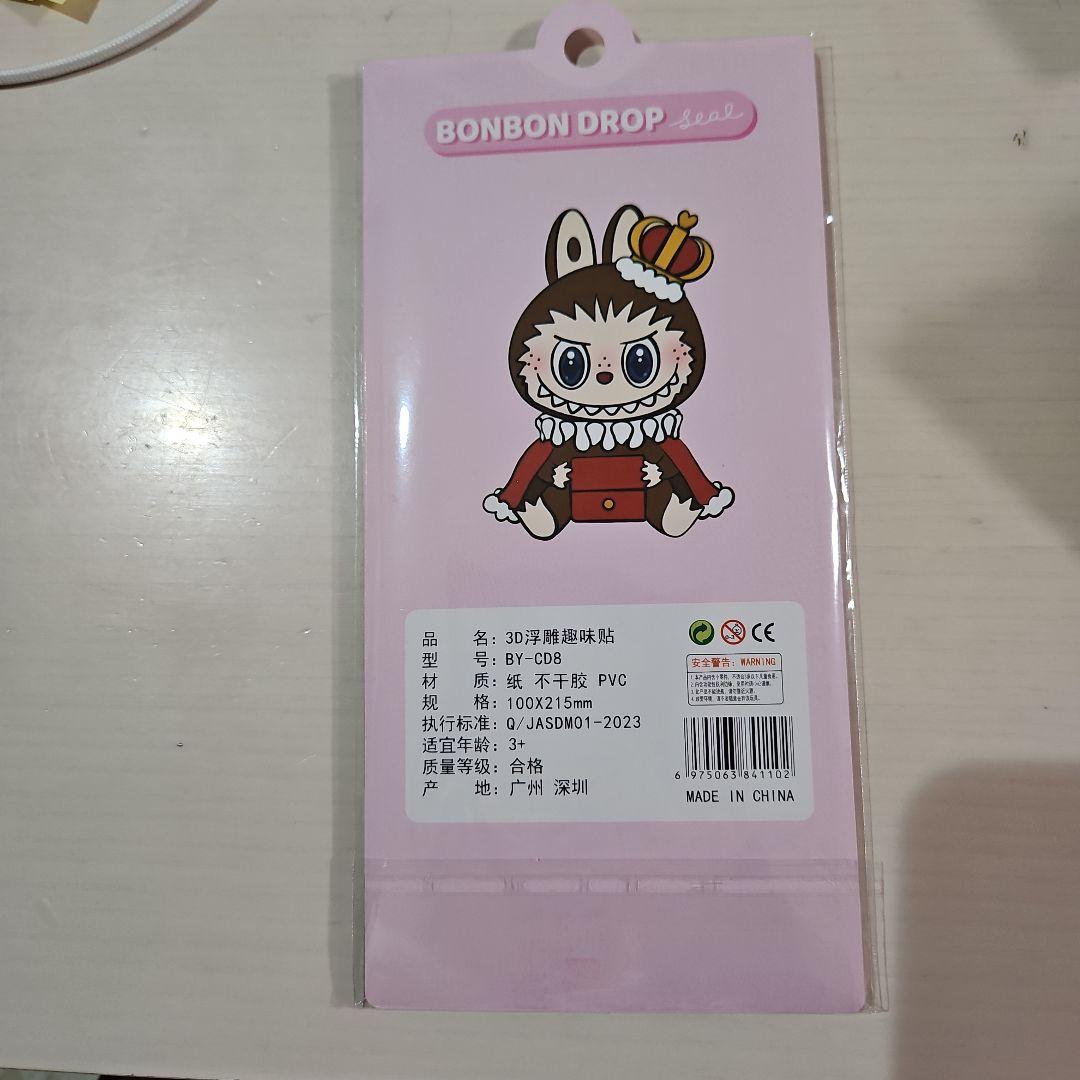 BONBON DROP seal
品 名: 3D浮雕趣味贴
型 号: BY-CD8
材 质: 纸 不干胶 PVC
规 格: 100X215mm
执行标准: Q/JASDM01-2023
适宜年龄: 3+
质量等级: 合格
产 地: 广州 深圳
0-3
CE
安全警告: WARNING
6 975063 841102
MADE IN CHINA